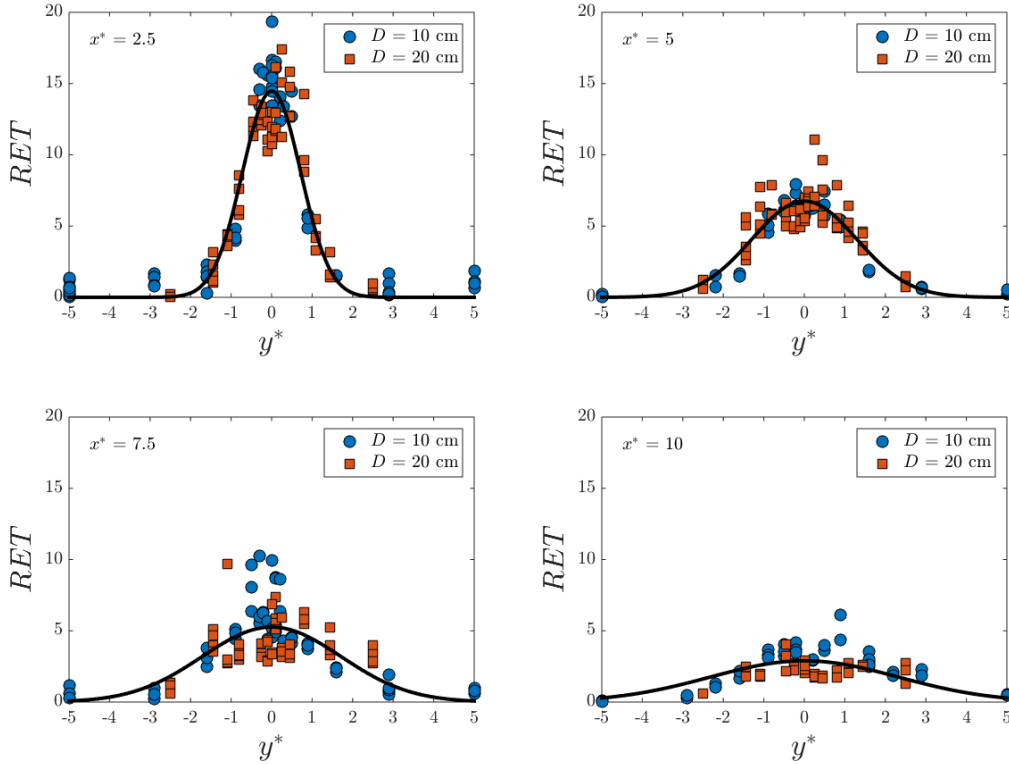 x* = 2.5
D = 10 cm
D = 20 cm
RET
20
15
10
5
0
-5 -4 -3 -2 -1 0 1 2 3 4 5
y*
x* = 5
D = 10 cm
D = 20 cm
RET
20
15
10
5
0
-5 -4 -3 -2 -1 0 1 2 3 4 5
y*
x* = 7.5
D = 10 cm
D = 20 cm
RET
20
15
10
5
0
-5 -4 -3 -2 -1 0 1 2 3 4 5
y*
x* = 10
D = 10 cm
D = 20 cm
RET
20
15
10
5
0
-5 -4 -3 -2 -1 0 1 2 3 4 5
y*